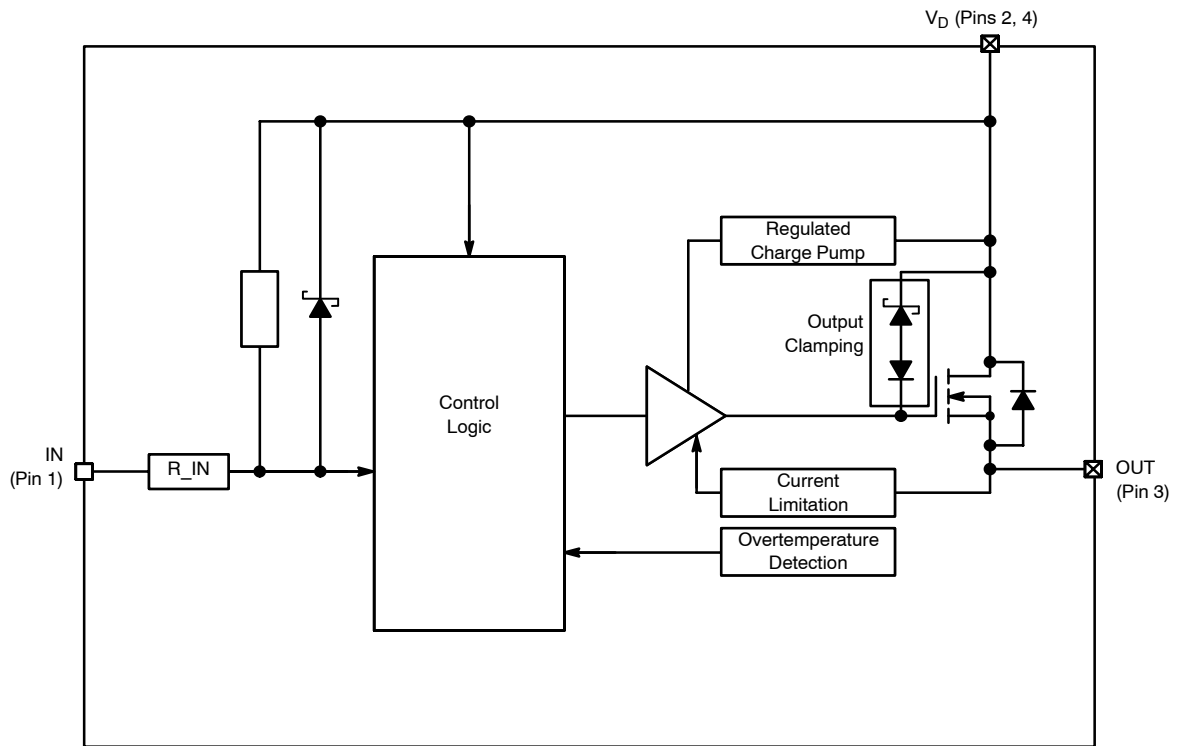 V_D (Pins 2, 4)
Regulated
Charge Pump
Output
Clamping
Control
Logic
IN
(Pin 1)
R_IN
OUT
(Pin 3)
Current
Limitation
Overtemperature
Detection